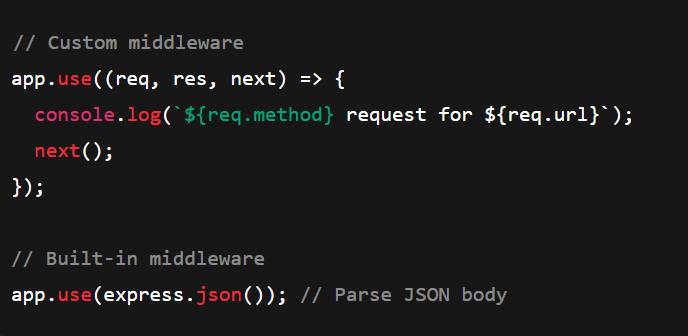 // Custom middleware
app.use((req, res, next) => {
  console.log(`${req.method} request for ${req.url}`);
  next();
});

// Built-in middleware
app.use(express.json()); // Parse JSON body